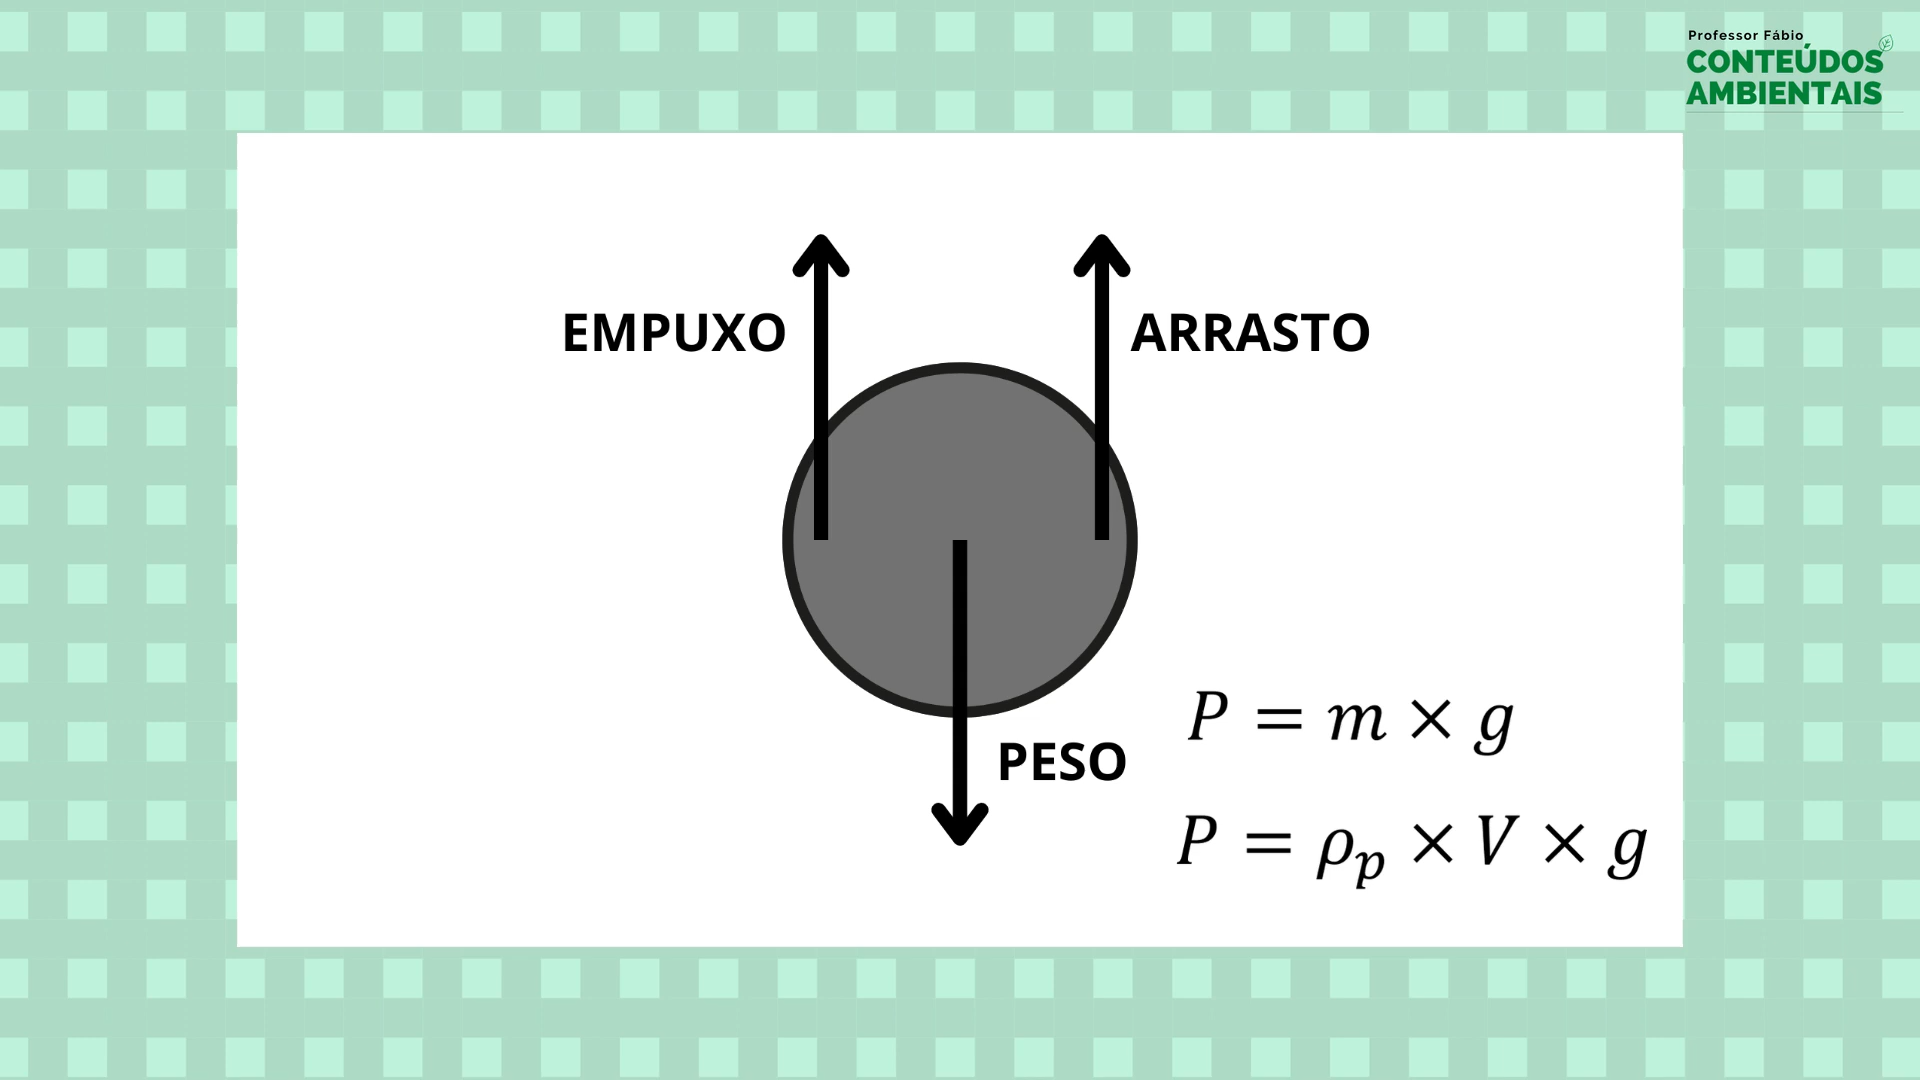 Professor Fábio
CONTEÚDOS
AMBIENTAIS
EMPUXO
ARRASTO
PESO
P = m × g
P = ρₚ × V × g